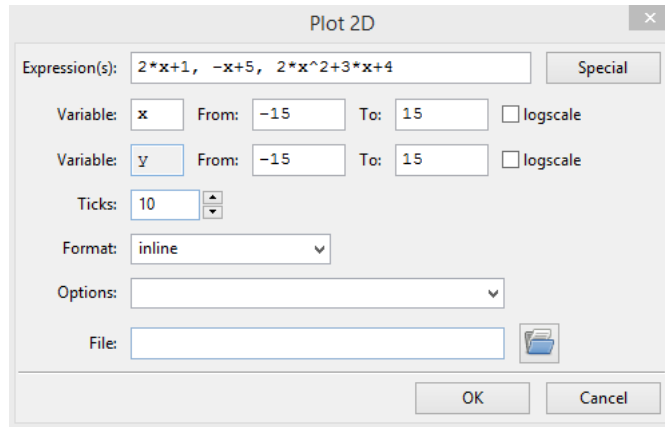 Plot 2D
Expression(s): 2*x+1, -x+5, 2*x^2+3*x+4 Special
Variable: x From: -15 To: 15 logscale
Variable: y From: -15 To: 15 logscale
Ticks: 10
Format: inline
Options:
File:
OK Cancel